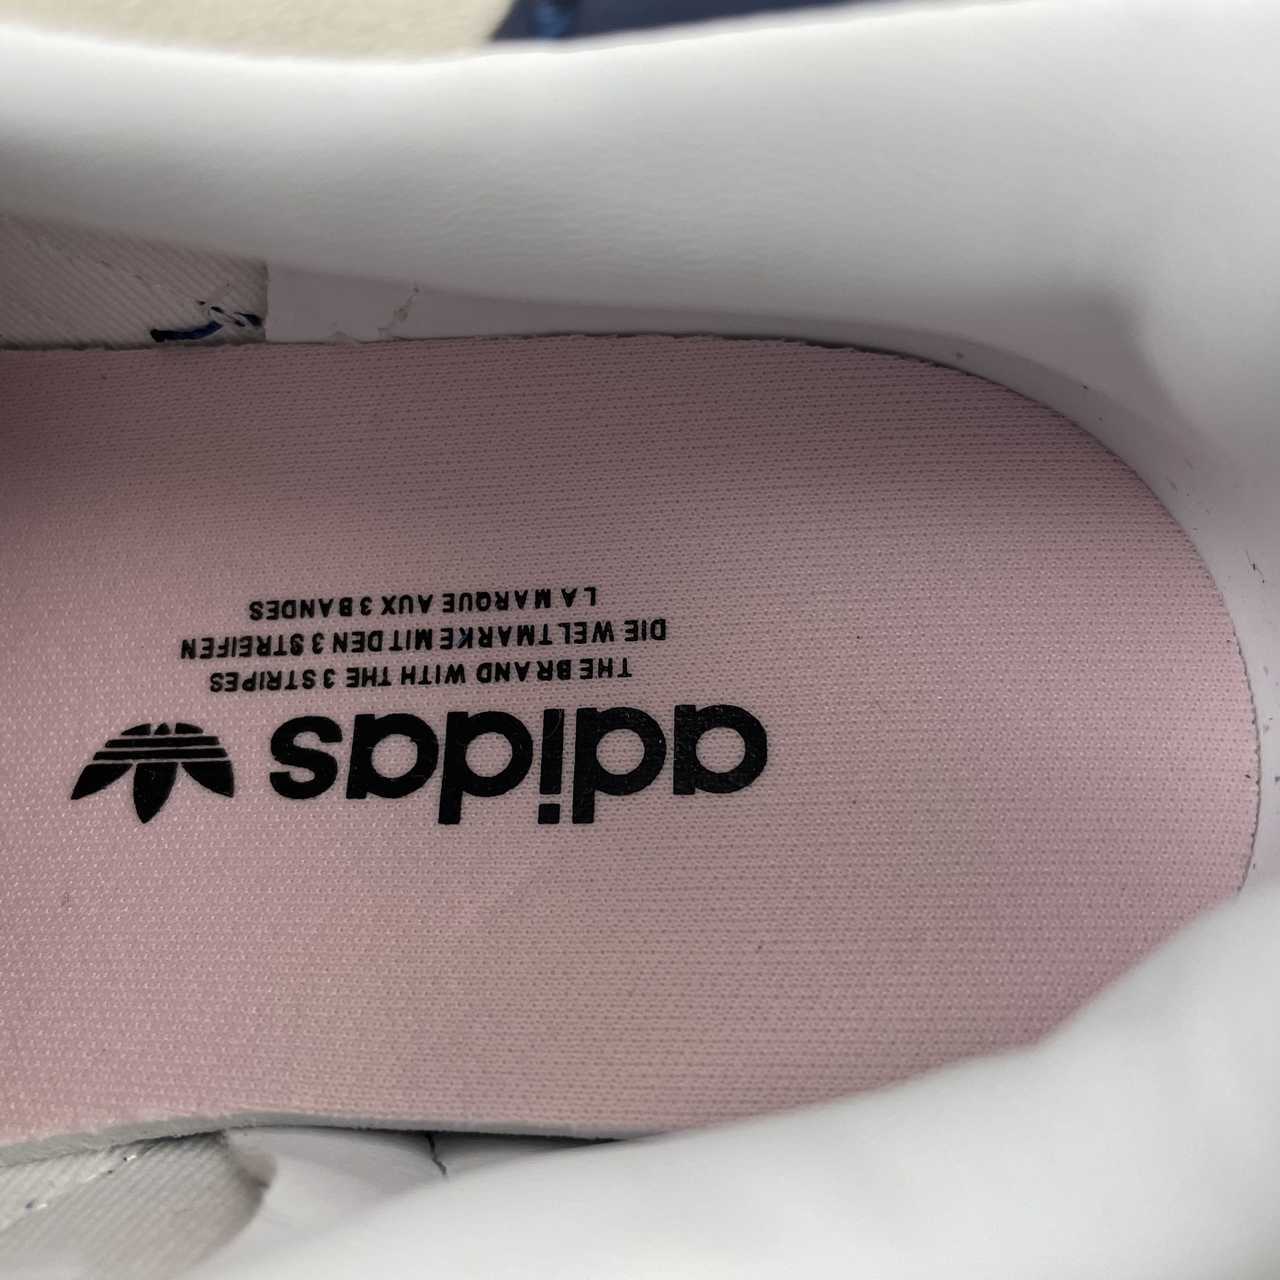 adidas
THE BRAND WITH THE 3 STRIPES
DIE WELTMARKE MIT DEN 3 STREIFEN
LA MARQUE AUX 3 BANDES